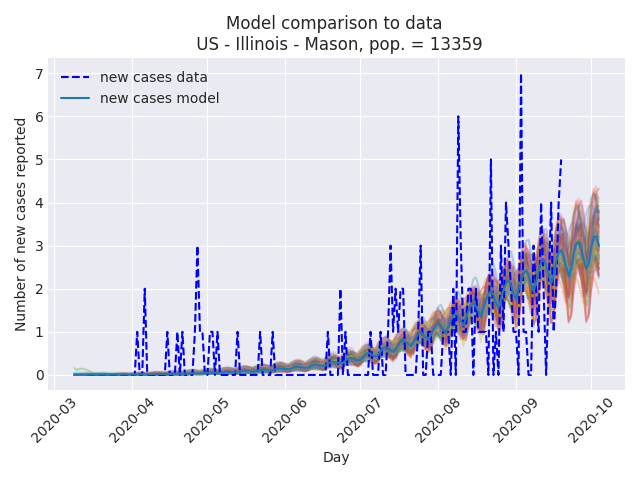 Model comparison to data
US - Illinois - Mason, pop. = 13359
new cases data
new cases model
Number of new cases reported
7
6
5
4
3
2
1
0
2020-03
2020-04
2020-05
2020-06
2020-07
2020-08
2020-09
2020-10
Day